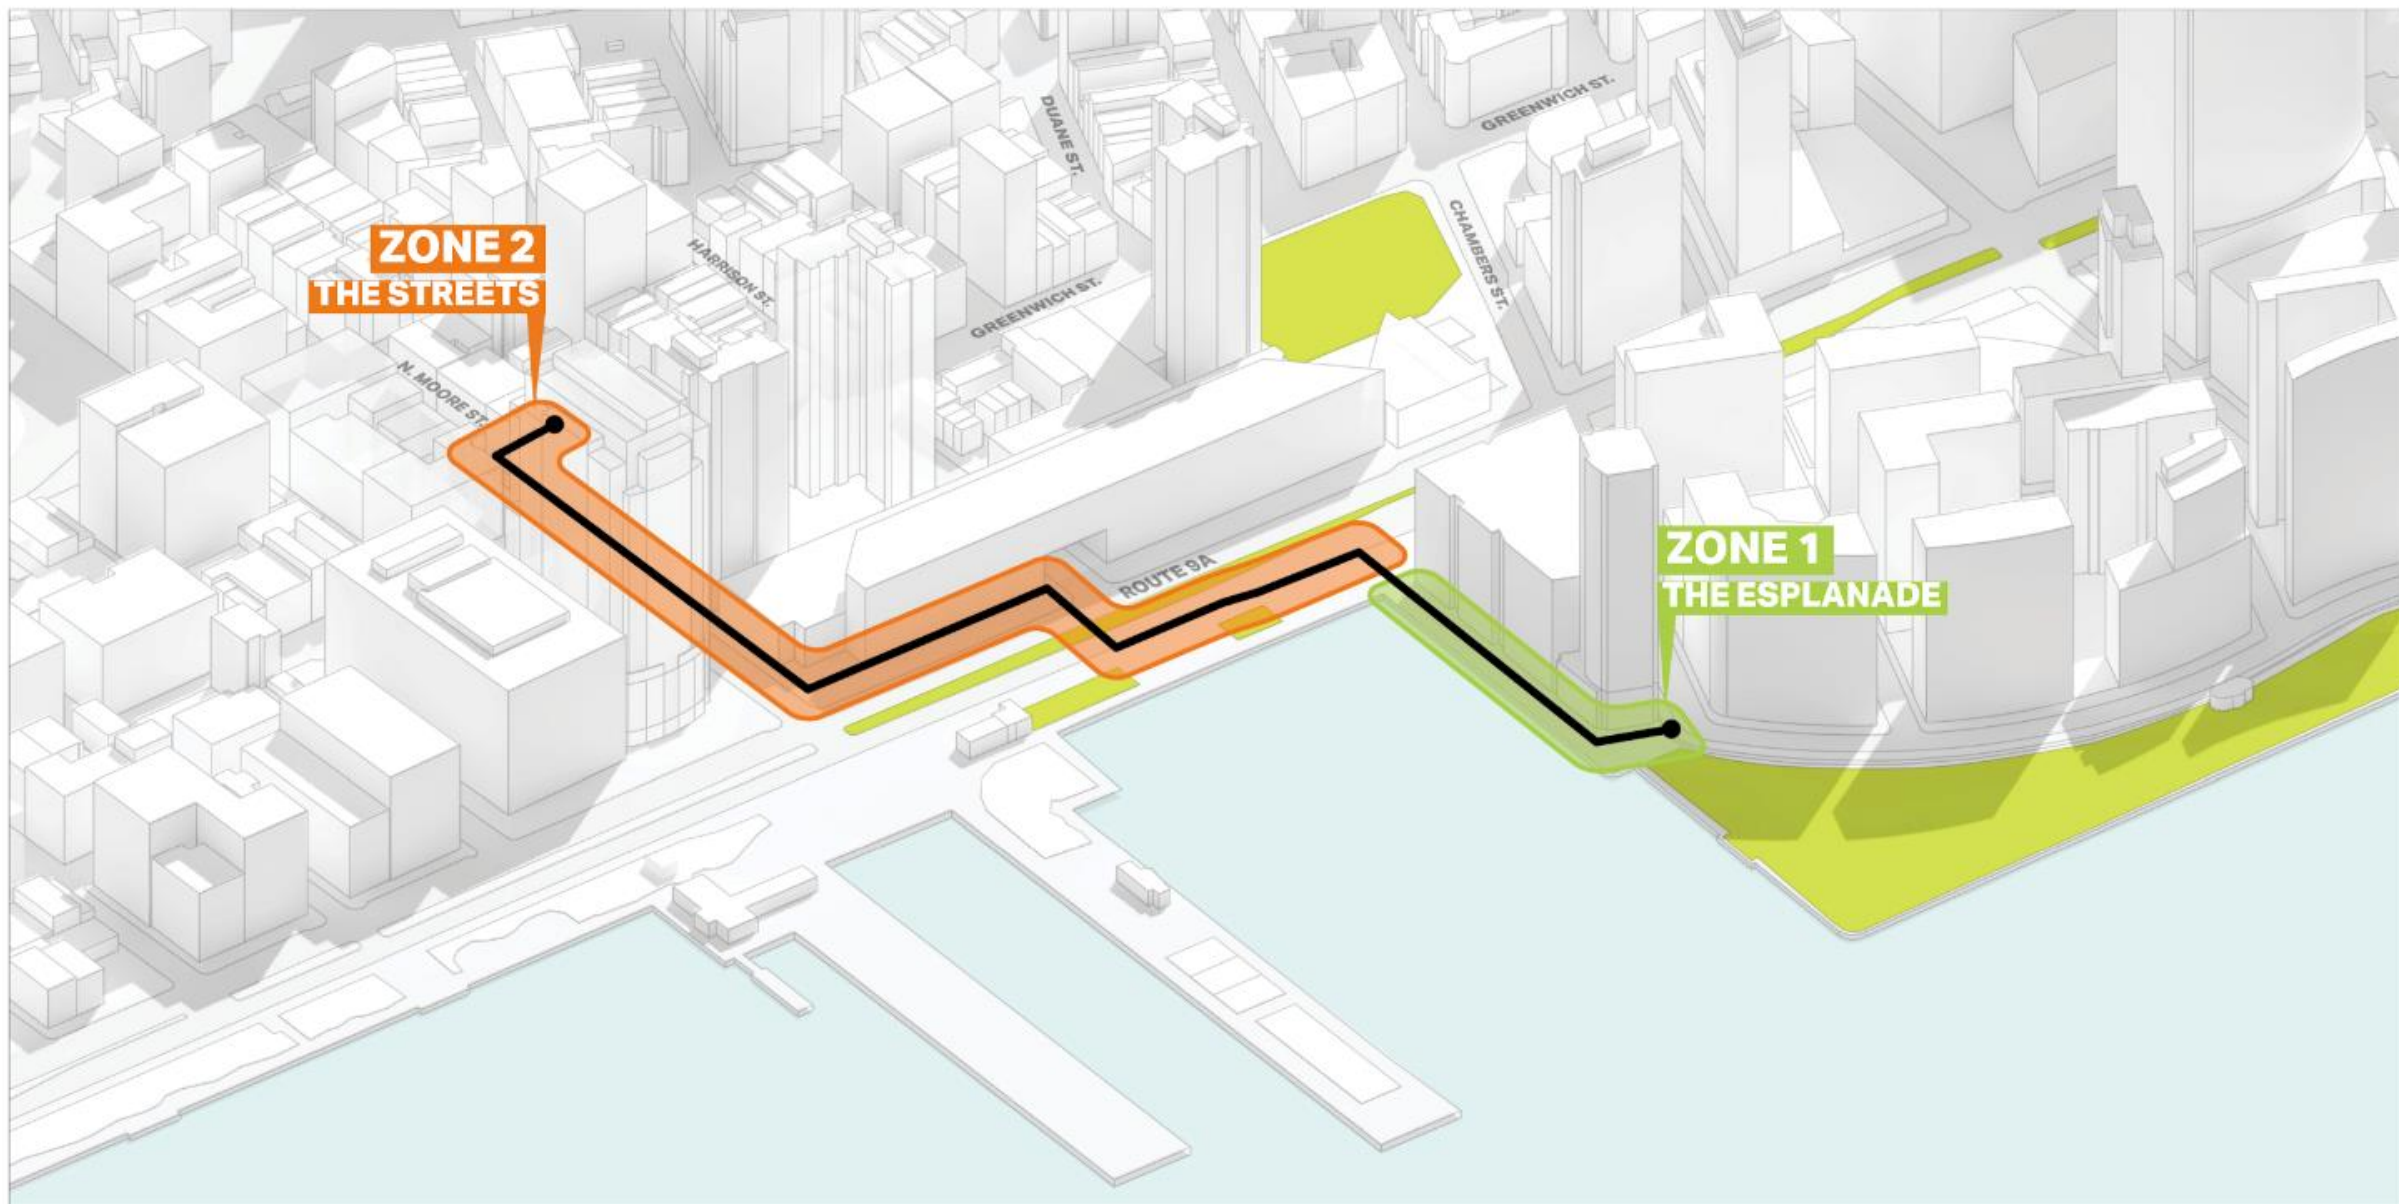 DUANE ST.
GREENWICH ST.
CHAMBERS ST.
ZONE 2
THE STREETS
HARRISON ST.
GREENWICH ST.
N. MOORE ST.
ROUTE 9A
ZONE 1
THE ESPLANADE